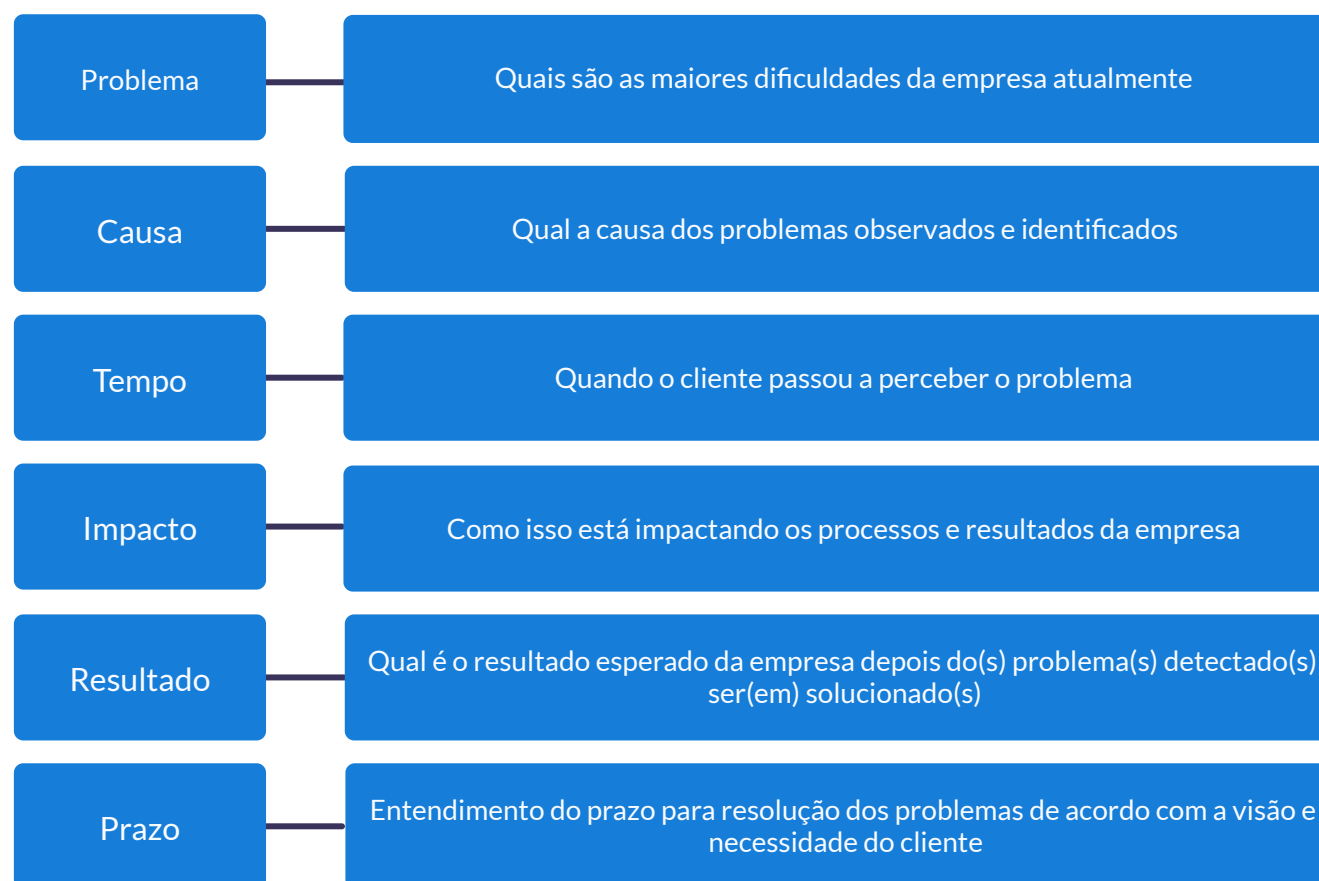 Problema
Quais são as maiores dificuldades da empresa atualmente
Causa
Qual a causa dos problemas observados e identificados
Tempo
Quando o cliente passou a perceber o problema
Impacto
Como isso está impactando os processos e resultados da empresa
Resultado
Qual é o resultado esperado da empresa depois do(s) problema(s) detectado(s)
ser(em) solucionado(s)
Prazo
Entendimento do prazo para resolução dos problemas de acordo com a visão e
necessidade do cliente